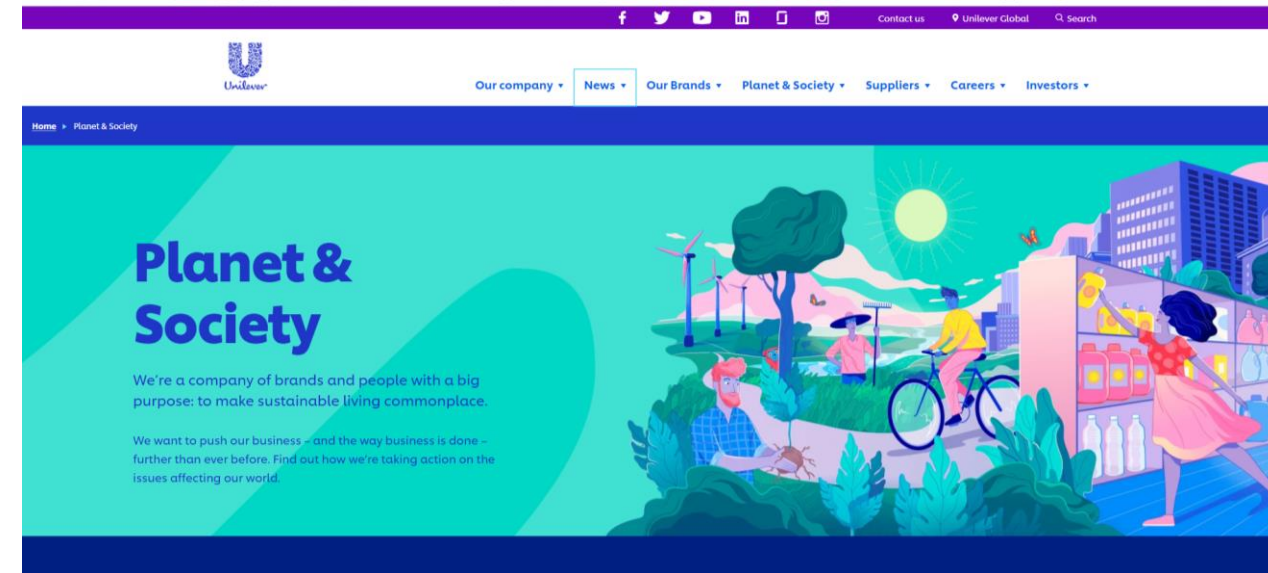 Contact us Unilever Global Search
Unilever
Our company News Our Brands Planet & Society Suppliers Careers Investors
Home Planet & Society
Planet &
Society
We're a company of brands and people with a big
purpose: to make sustainable living commonplace.
We want to push our business – and the way business is done –
further than ever before. Find out how we're taking action on the
issues affecting our world.